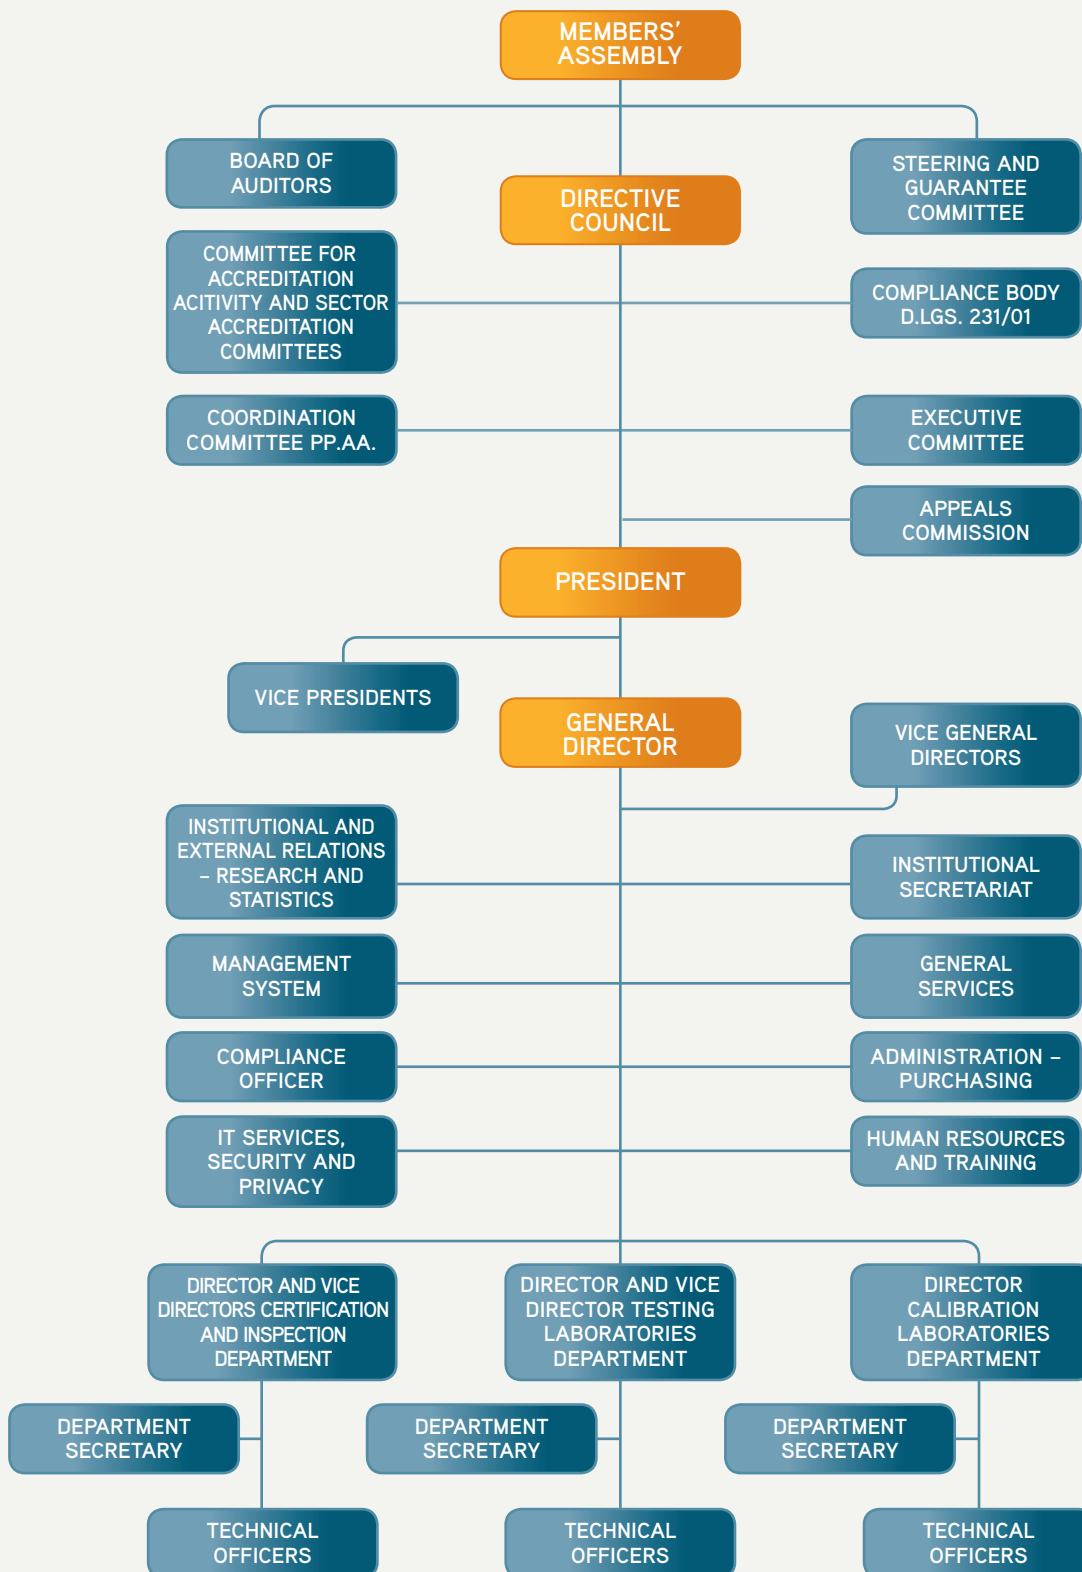 MEMBERS’
ASSEMBLY
BOARD OF
AUDITORS
STEERING AND
GUARANTEE
COMMITTEE
DIRECTIVE
COUNCIL
COMMITTEE FOR
ACCREDITATION
ACITIVITY AND SECTOR
ACCREDITATION
COMMITTEES
COMPLIANCE BODY
D.LGS. 231/01
COORDINATION
COMMITTEE PP.AA.
EXECUTIVE
COMMITTEE
APPEALS
COMMISSION
PRESIDENT
VICE PRESIDENTS
GENERAL
DIRECTOR
VICE GENERAL
DIRECTORS
INSTITUTIONAL AND
EXTERNAL RELATIONS
– RESEARCH AND
STATISTICS
INSTITUTIONAL
SECRETARIAT
MANAGEMENT
SYSTEM
GENERAL
SERVICES
COMPLIANCE
OFFICER
ADMINISTRATION –
PURCHASING
IT SERVICES,
SECURITY AND
PRIVACY
HUMAN RESOURCES
AND TRAINING
DIRECTOR AND VICE
DIRECTORS CERTIFICATION
AND INSPECTION
DEPARTMENT
DIRECTOR AND VICE
DIRECTOR TESTING
LABORATORIES
DEPARTMENT
DIRECTOR
CALIBRATION
LABORATORIES
DEPARTMENT
DEPARTMENT
SECRETARY
DEPARTMENT
SECRETARY
DEPARTMENT
SECRETARY
TECHNICAL
OFFICERS
TECHNICAL
OFFICERS
TECHNICAL
OFFICERS